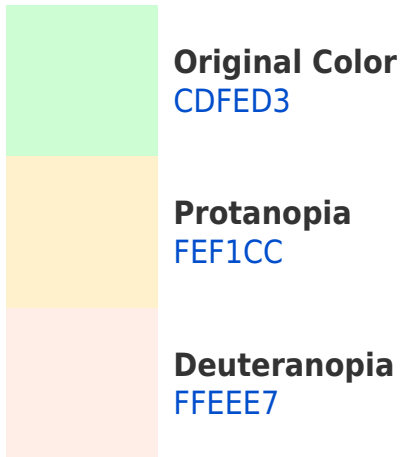 Original Color
CDFED3
Protanopia
FEF1CC
Deuteranopia
FFEEE7